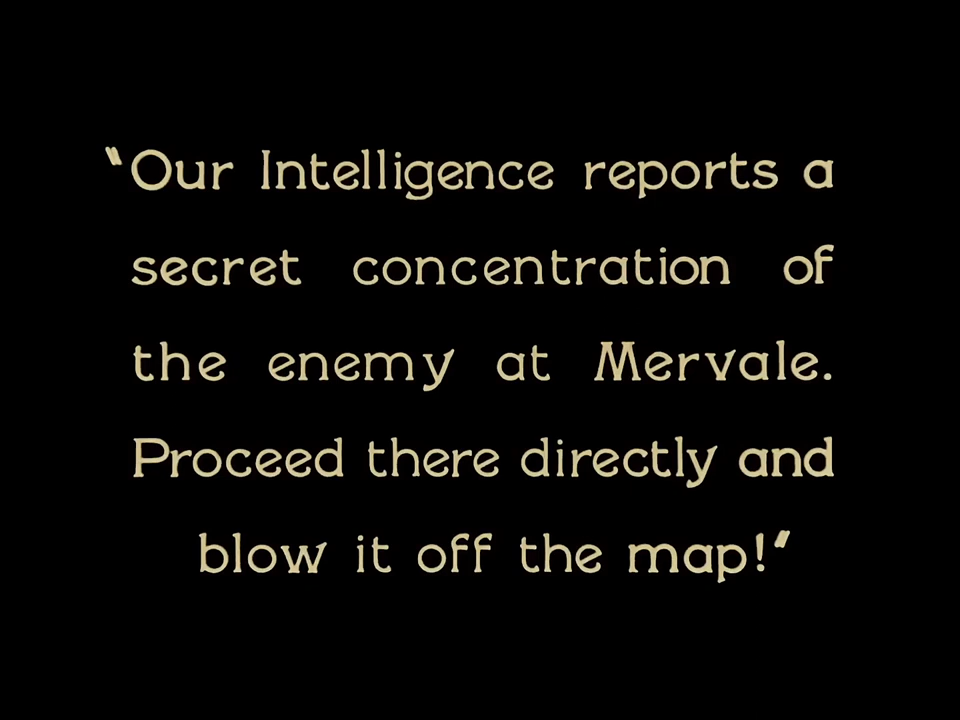 "Our Intelligence reports a
secret concentration of
the enemy at Mervale.
Proceed there directly and
blow it off the map!"